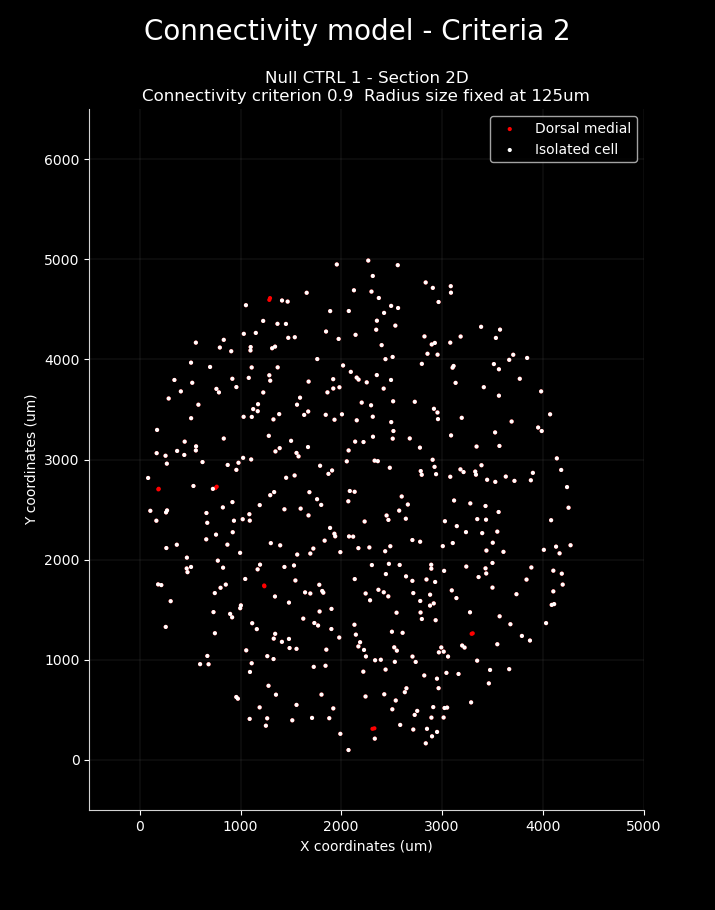 Connectivity model - Criteria 2
Null CTRL 1 - Section 2D
Connectivity criterion 0.9  Radius size fixed at 125um
Dorsal medial
Isolated cell
Y coordinates (um)
6000
5000
4000
3000
2000
1000
0
0 1000 2000 3000 4000 5000
X coordinates (um)